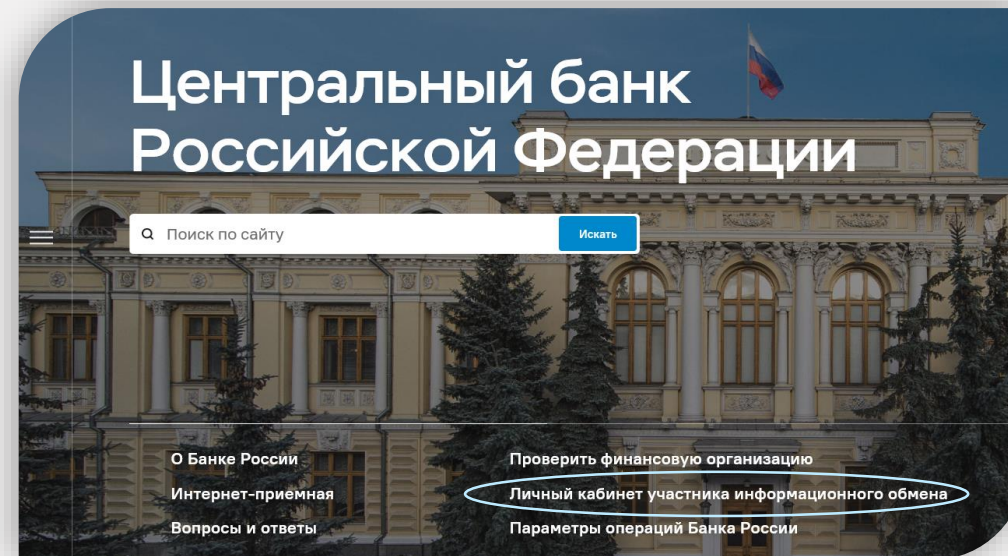 Центральный банк
Российской Федерации
Поиск по сайту
Искать
О Банке России
Интернет-приемная
Вопросы и ответы
Проверить финансовую организацию
Личный кабинет участника информационного обмена
Параметры операций Банка России